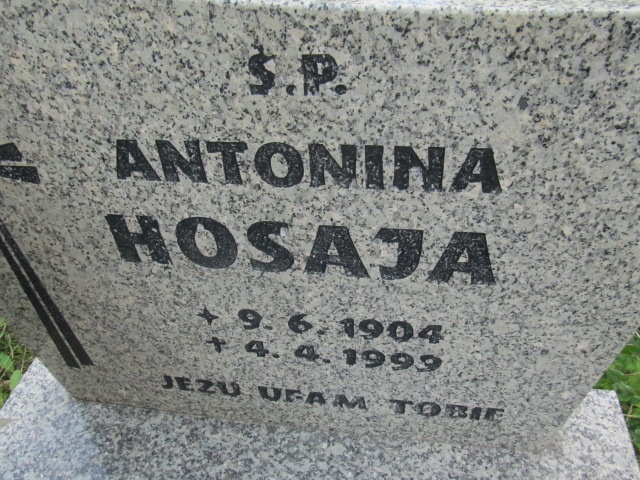 Ś.P.
ANTONINA
HOSAJA
9.6.1904
4.4.1999
JEZU UFAM TOBIE